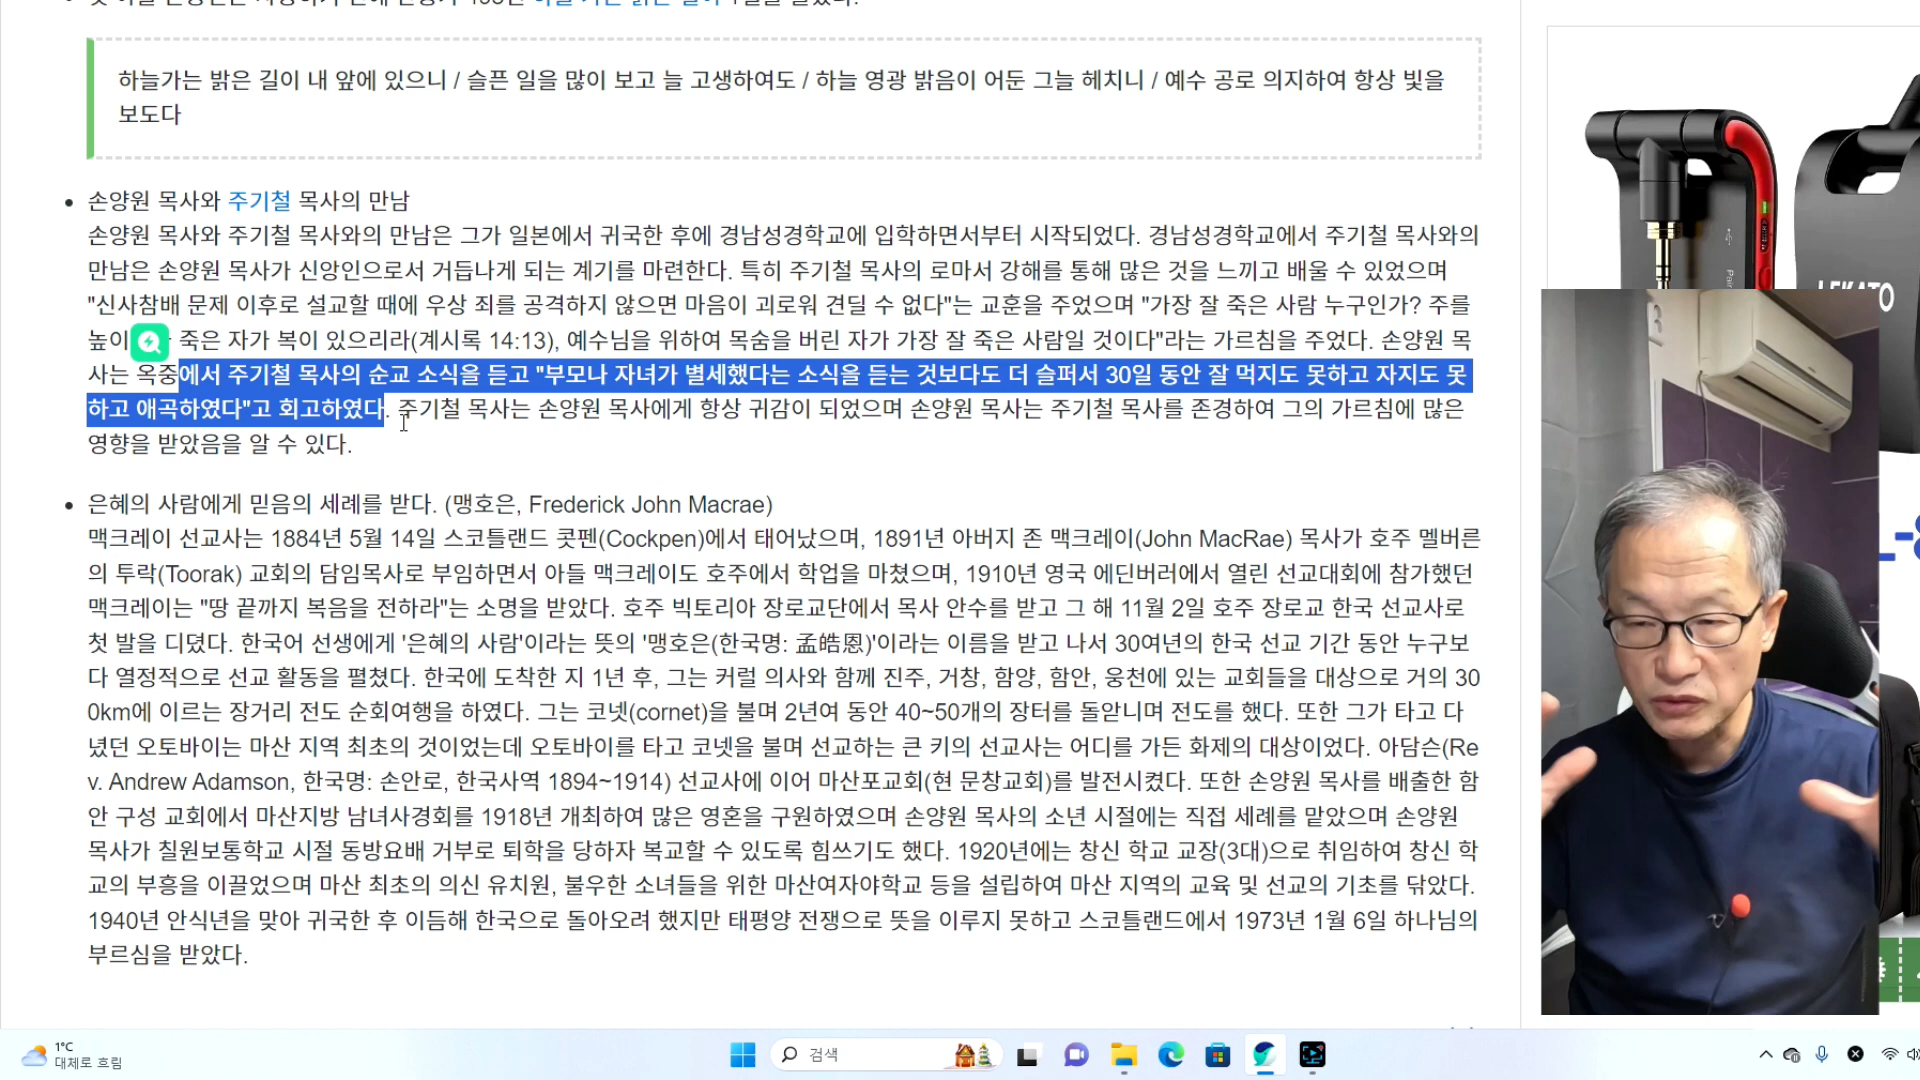 하늘가는 밝은 길이 내 앞에 있으니 / 슬픈 일을 많이 보고 늘 고생하여도 / 하늘 영광 밝음이 어둔 그늘 헤치니 / 예수 공로 의지하여 항상 빛을
보도다
손양원 목사와 주기철 목사의 만남
손양원 목사와 주기철 목사와의 만남은 그가 일본에서 귀국한 후에 경남성경학교에 입학하면서부터 시작되었다. 경남성경학교에서 주기철 목사와의
만남은 손양원 목사가 신앙인으로서 거듭나게 되는 계기를 마련한다. 특히 주기철 목사의 로마서 강해를 통해 많은 것을 느끼고 배울 수 있었으며
"신사참배 문제 이후로 설교할 때에 우상 죄를 공격하지 않으면 마음이 괴로워 견딜 수 없다"는 교훈을 주었으며 "가장 잘 죽은 사람 누구인가? 주를
높이 죽은 자가 복이 있으리라(계시록 14:13), 예수님을 위하여 목숨을 버린 자가 가장 잘 죽은 사람일 것이다"라는 가르침을 주었다. 손양원 목
사는 옥중에서 주기철 목사의 순교 소식을 듣고 "부모나 자녀가 별세했다는 소식을 듣는 것보다도 더 슬퍼서 30일 동안 잘 먹지도 못하고 자지도 못
하고 애곡하였다"고 회고하였다. 주기철 목사는 손양원 목사에게 항상 귀감이 되었으며 손양원 목사는 주기철 목사를 존경하여 그의 가르침에 많은
영향을 받았음을 알 수 있다.
은혜의 사람에게 믿음의 세례를 받다. (맹호은, Frederick John Macrae)
맥크레이 선교사는 1884년 5월 14일 스코틀랜드 콧펜(Cockpen)에서 태어났으며, 1891년 아버지 존 맥크레이(John MacRae) 목사가 호주 멜버른
의 투락(Toorak) 교회의 담임목사로 부임하면서 아들 맥크레이도 호주에서 학업을 마쳤으며, 1910년 영국 에딘버러에서 열린 선교대회에 참가했던
맥크레이는 "땅 끝까지 복음을 전하라"는 소명을 받았다. 호주 빅토리아 장로교단에서 목사 안수를 받고 그 해 11월 2일 호주 장로교 한국 선교사로
첫 발을 디뎠다. 한국어 선생에게 '은혜의 사람'이라는 뜻의 '맹호은(한국명: 孟皓恩)'이라는 이름을 받고 나서 30여년의 한국 선교 기간 동안 누구보
다 열정적으로 선교 활동을 펼쳤다. 한국에 도착한 지 1년 후, 그는 커럴 의사와 함께 진주, 거창, 함양, 함안, 웅천에 있는 교회들을 대상으로 거의 30
0km에 이르는 장거리 전도 순회여행을 하였다. 그는 코넷(cornet)을 불며 2년여 동안 40~50개의 장터를 돌앋니며 전도를 했다. 또한 그가 타고 다
녔던 오토바이는 마산 지역 최초의 것이었는데 오토바이를 타고 코넷을 불며 선교하는 큰 키의 선교사는 어디를 가든 화제의 대상이었다. 아담슨(Re
v. Andrew Adamson, 한국명: 손안로, 한국사역 1894~1914) 선교사에 이어 마산포교회(현 문창교회)를 발전시켰다. 또한 손양원 목사를 배출한 함
안 구성 교회에서 마산지방 남녀사경회를 1918년 개최하여 많은 영혼을 구원하였으며 손양원 목사의 소년 시절에는 직접 세례를 맡았으며 손양원
목사가 칠원보통학교 시절 동방요배 거부로 퇴학을 당하자 복교할 수 있도록 힘쓰기도 했다. 1920년에는 창신 학교 교장(3대)으로 취임하여 창신 학
교의 부흥을 이끌었으며 마산 최초의 의신 유치원, 불우한 소녀들을 위한 마산여자야학교 등을 설립하여 마산 지역의 교육 및 선교의 기초를 닦았다.
1940년 안식년을 맞아 귀국한 후 이듬해 한국으로 돌아오려 했지만 태평양 전쟁으로 뜻을 이루지 못하고 스코틀랜드에서 1973년 1월 6일 하나님의
부르심을 받았다.
1°C
대체로 흐림
검색